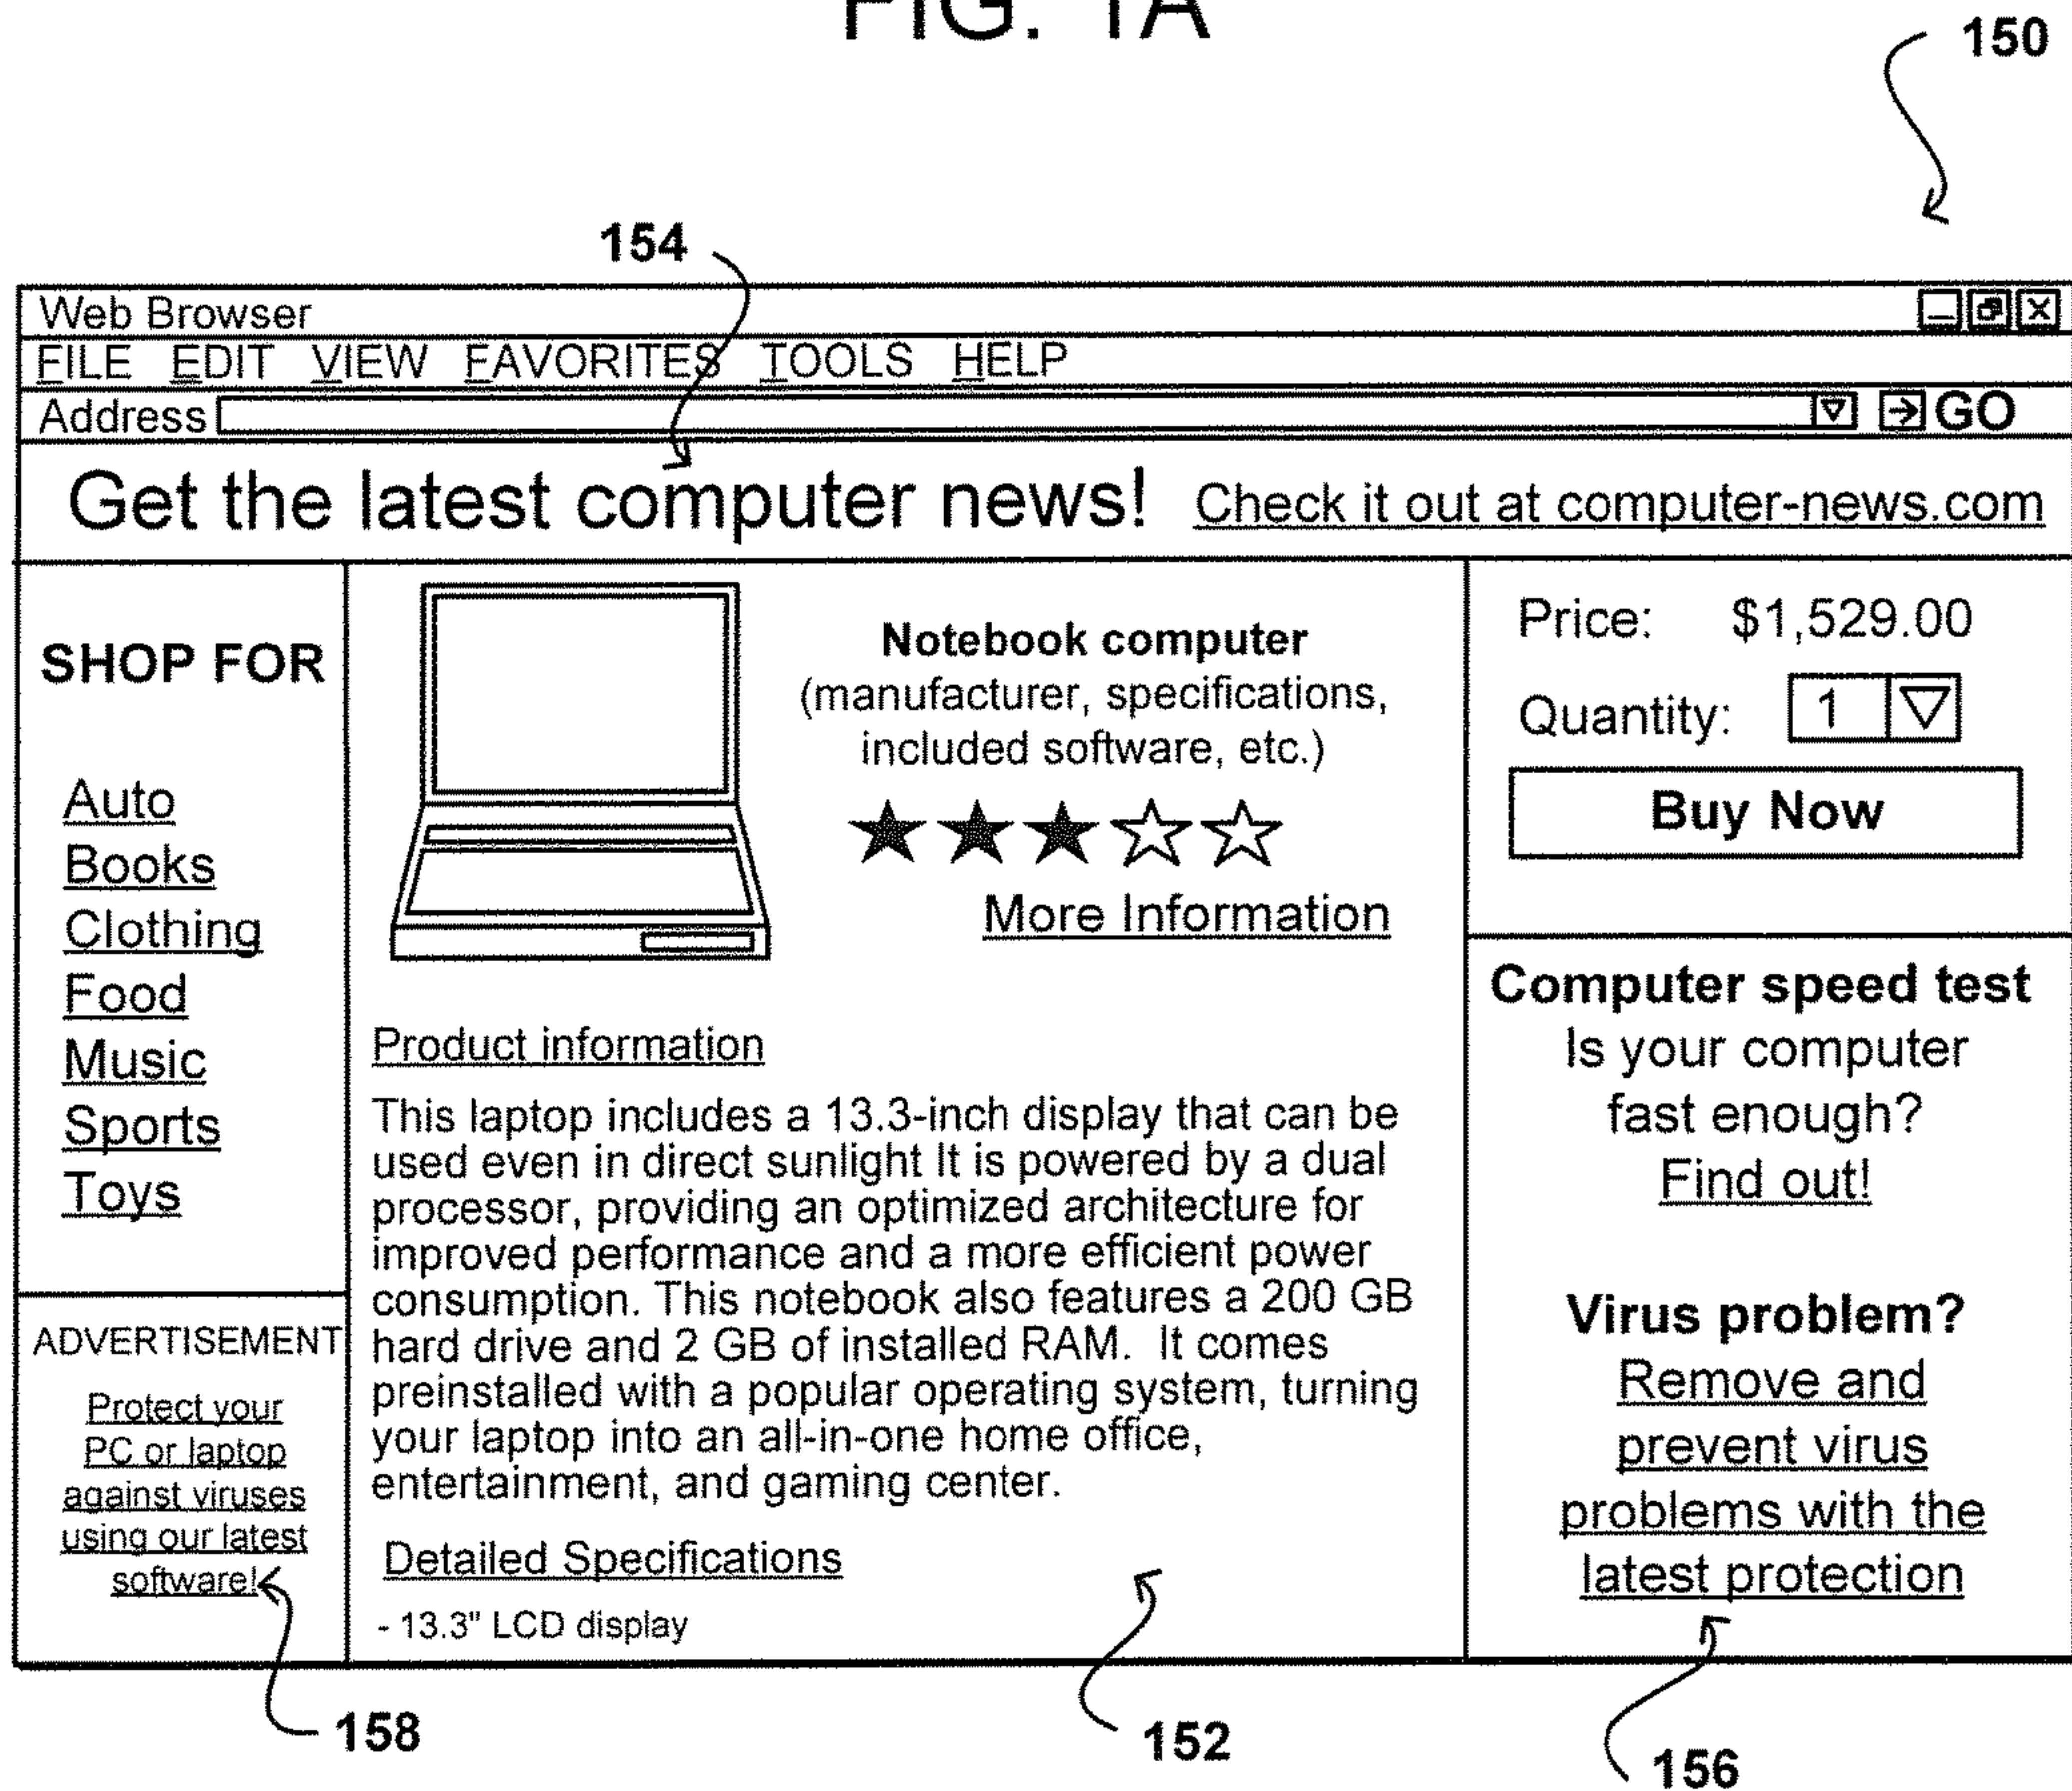 FIG. 1A
150
154
Web Browser
FILE EDIT VIEW FAVORITES TOOLS HELP
Address GO
Get the latest computer news! Check it out at computer-news.com
SHOP FOR
Auto
Books
Clothing
Food
Music
Sports
Toys
ADVERTISEMENT
Protect your
PC or laptop
against viruses
using our latest
software!
Notebook computer
(manufacturer, specifications,
included software, etc.)
More Information
Product information
This laptop includes a 13.3-inch display that can be
used even in direct sunlight It is powered by a dual
processor, providing an optimized architecture for
improved performance and a more efficient power
consumption. This notebook also features a 200 GB
hard drive and 2 GB of installed RAM. It comes
preinstalled with a popular operating system, turning
your laptop into an all-in-one home office,
entertainment, and gaming center.
Detailed Specifications
- 13.3" LCD display
Price: $1,529.00
Quantity: 1
Buy Now
Computer speed test
Is your computer
fast enough?
Find out!
Virus problem?
Remove and
prevent virus
problems with the
latest protection
158
152
156